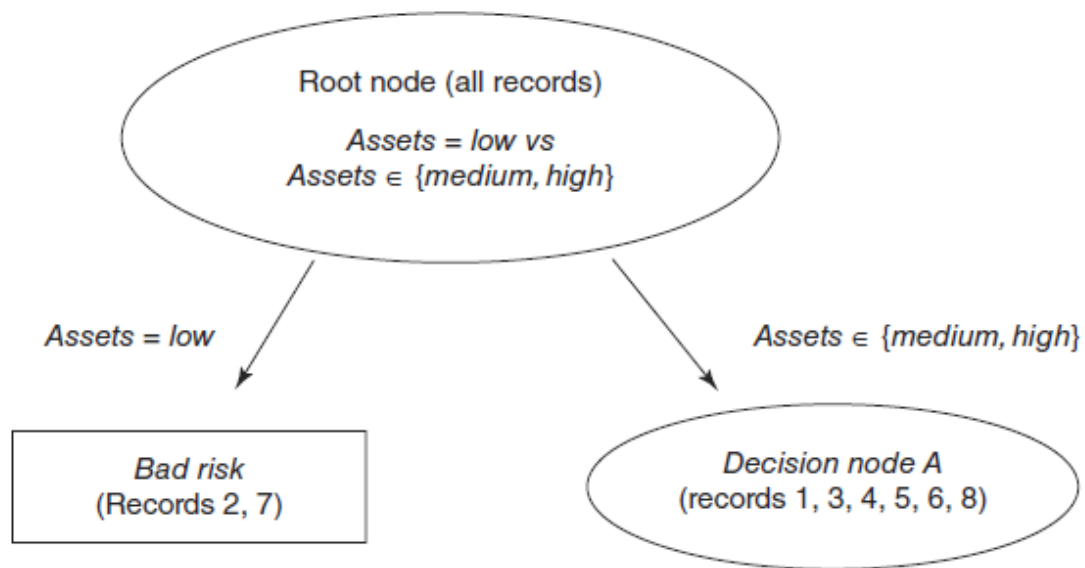 Root node (all records)
Assets = low vs
Assets ∈ {medium, high}
Assets = low
Assets ∈ {medium, high}
Bad risk
(Records 2, 7)
Decision node A
(records 1, 3, 4, 5, 6, 8)